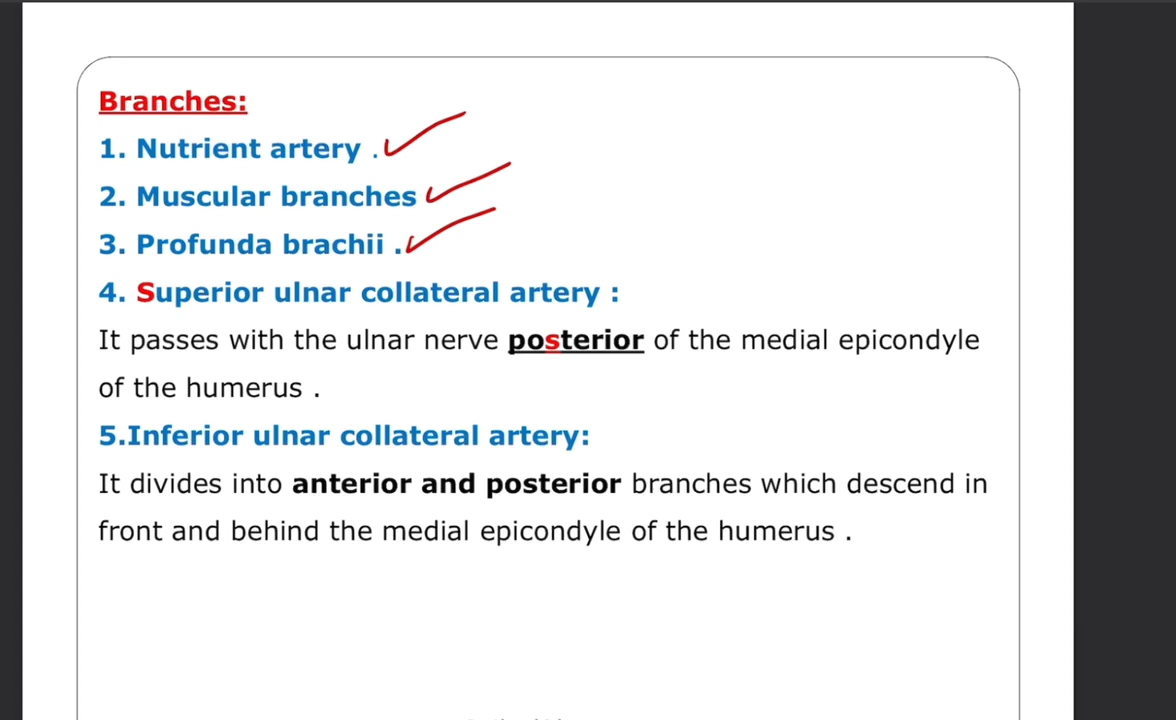 Branches:
1. Nutrient artery .
2. Muscular branches
3. Profunda brachii .
4. Superior ulnar collateral artery :
It passes with the ulnar nerve posterior of the medial epicondyle
of the humerus .
5.Inferior ulnar collateral artery:
It divides into anterior and posterior branches which descend in
front and behind the medial epicondyle of the humerus .